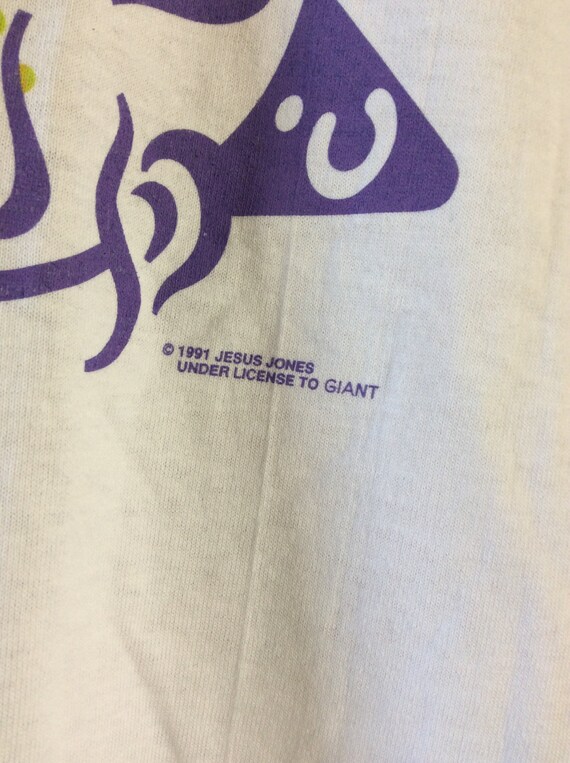 © 1991 JESUS JONES
UNDER LICENSE TO GIANT